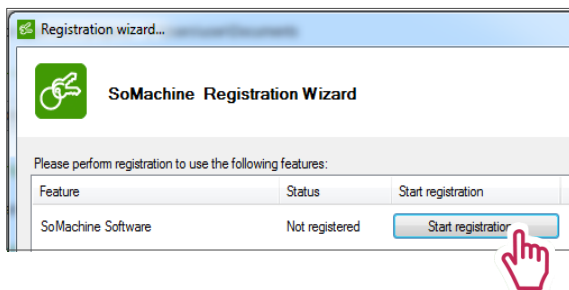 Registration wizard...
SoMachine Registration Wizard
Please perform registration to use the following features:
Feature Status Start registration
SoMachine Software Not registered Start registration